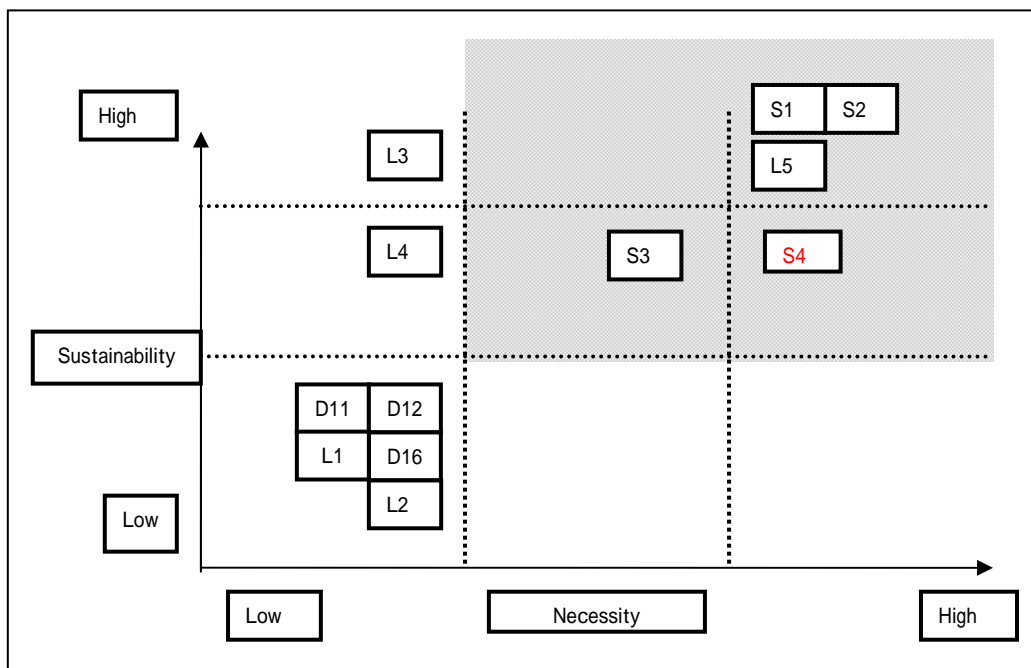 High
S1 S2
L3
L5
L4
S3
S4
Sustainability
D11 D12
L1 D16
L2
Low
Low
Necessity
High